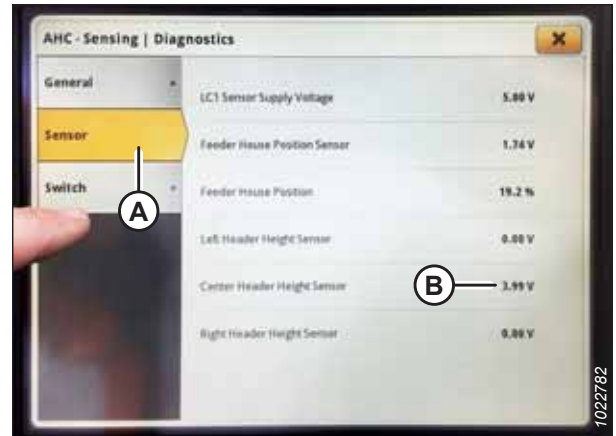 AHC - Sensing | Diagnostics
General
Sensor
Switch
A
LC1 Sensor Supply Voltage 5.00 V
Feeder House Position Sensor 1.74 V
Feeder House Position 19.2 %
Left Header Height Sensor 0.00 V
Center Header Height Sensor B 3.99 V
Right Header Height Sensor 0.00 V
1022782